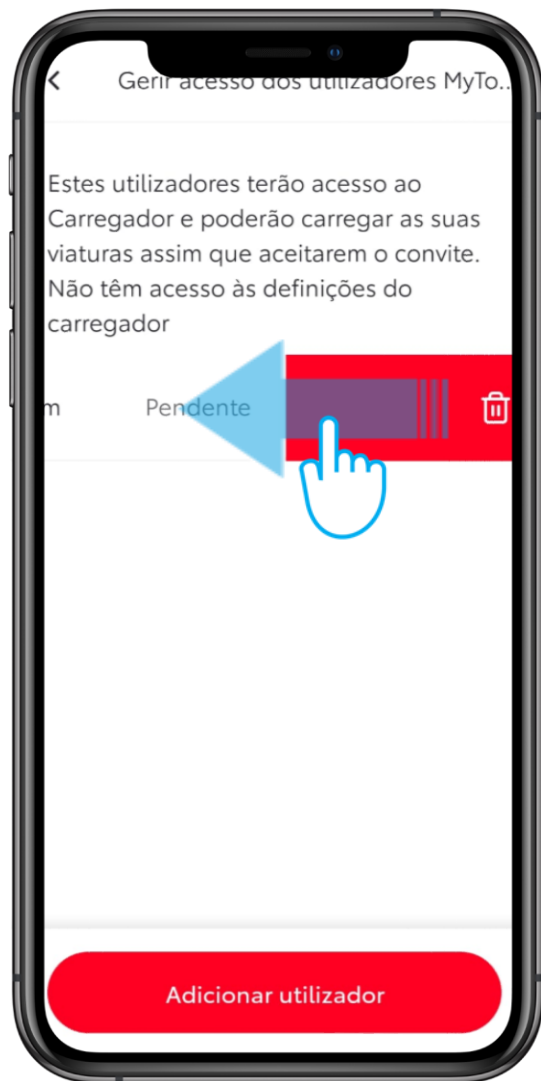 Gerir acesso dos utilizadores MyTo..
Estes utilizadores terão acesso ao
Carregador e poderão carregar as suas
viaturas assim que aceitarem o convite.
Não têm acesso às definições do
carregador
m Pendente
Adicionar utilizador